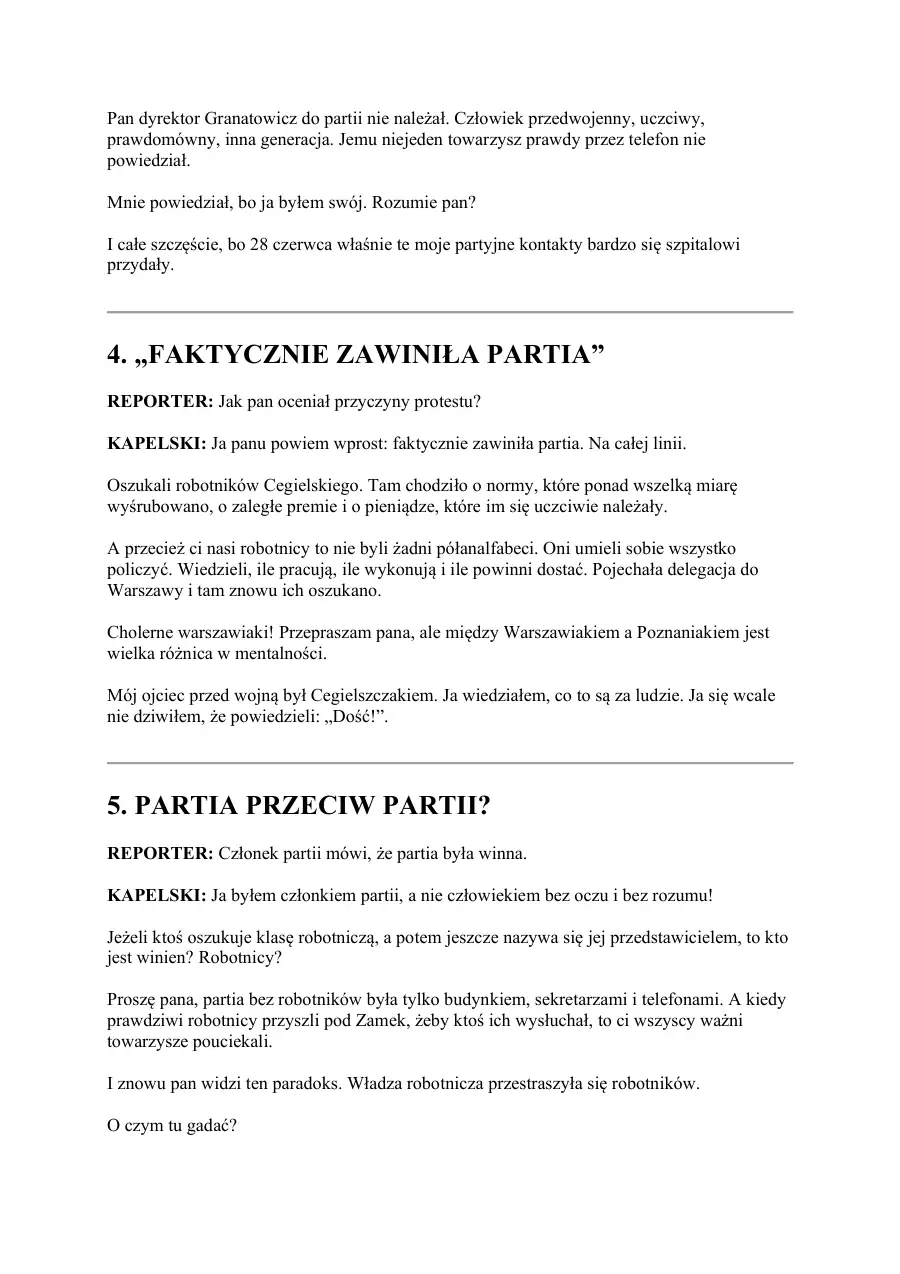 Pan dyrektor Granatowicz do partii nie należał. Człowiek przedwojenny, uczciwy,
prawdomówny, inna generacja. Jemu niejeden towarzysz prawdy przez telefon nie
powiedział.
Mnie powiedział, bo ja byłem swój. Rozumie pan?
I całe szczęście, bo 28 czerwca właśnie te moje partyjne kontakty bardzo się szpitalowi
przydały.
4. „FAKTYCZNIE ZAWINIŁA PARTIA”
REPORTER: Jak pan oceniał przyczyny protestu?
KAPELSKI: Ja panu powiem wprost: faktycznie zawiniła partia. Na całej linii.
Oszukali robotników Cegielskiego. Tam chodziło o normy, które ponad wszelką miarę
wyśrubowano, o zaległe premie i o pieniądze, które im się uczciwie należały.
A przecież ci nasi robotnicy to nie byli żadni półanalfabeci. Oni umieli sobie wszystko
policzyć. Wiedzieli, ile pracują, ile wykonują i ile powinni dostać. Pojechała delegacja do
Warszawy i tam znowu ich oszukano.
Cholerne warszawiaki! Przepraszam pana, ale między Warszawiakiem a Poznaniakiem jest
wielka różnica w mentalności.
Mój ojciec przed wojną był Cegielszczakiem. Ja wiedziałem, co to są za ludzie. Ja się wcale
nie dziwiłem, że powiedzieli: „Dość!”.
5. PARTIA PRZECIW PARTII?
REPORTER: Członek partii mówi, że partia była winna.
KAPELSKI: Ja byłem członkiem partii, a nie człowiekiem bez oczu i bez rozumu!
Jeżeli ktoś oszukuje klasę robotniczą, a potem jeszcze nazywa się jej przedstawicielem, to kto
jest winien? Robotnicy?
Proszę pana, partia bez robotników była tylko budynkiem, sekretarzami i telefonami. A kiedy
prawdziwi robotnicy przyszli pod Zamek, żeby ktoś ich wysłuchał, to ci wszyscy ważni
towarzysze pouciekali.
I znowu pan widzi ten paradoks. Władza robotnicza przestraszyła się robotników.
O czym tu gadać?